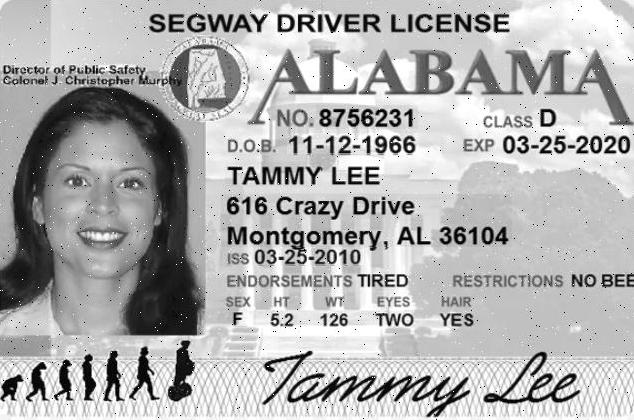 SEGWAY DRIVER LICENSE
Director of Public Safety
Colonel J. Christopher Murphy
ALABAMA
NO. 8756231 CLASS D
D.O.B. 11-12-1966 EXP 03-25-2020
TAMMY LEE
616 Crazy Drive
Montgomery, AL 36104
ISS 03-25-2010
ENDORSEMENTS TIRED RESTRICTIONS NO BEE
SEX HT WT EYES HAIR
F 5.2 126 TWO YES
Tammy Lee